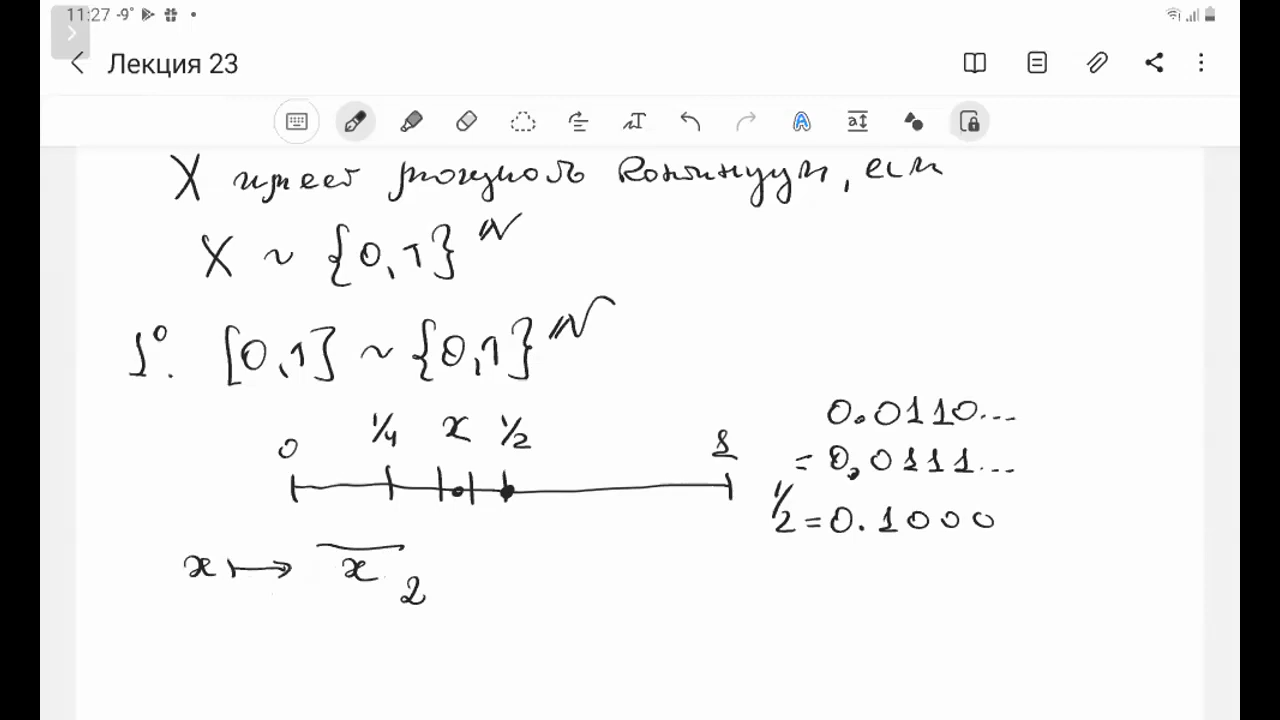 11:27 -9°
Лекция 23
X имеет мощность континуум, если
X ~ {0,1}^ℕ
1°. [0,1] ~ {0,1}^ℕ
0 1/4 x 1/2 1
0.0110...
= 0,0111...
1/2 = 0.1000
x ↦ x̅ 2